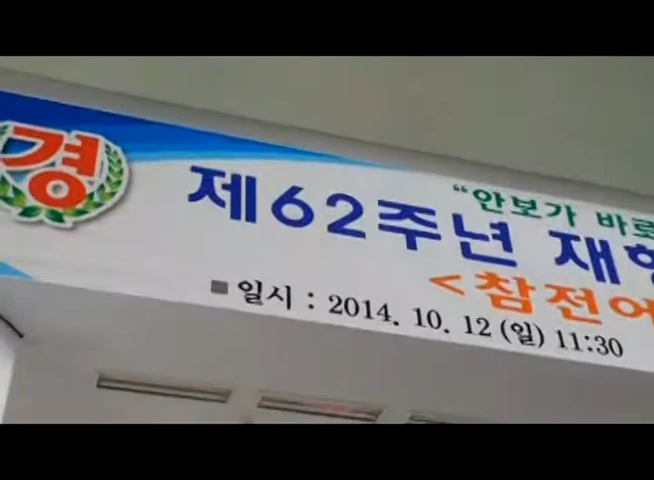 경
"안보가 바로
제62주년 재향
<참전어
■일시 : 2014. 10. 12 (일) 11:30